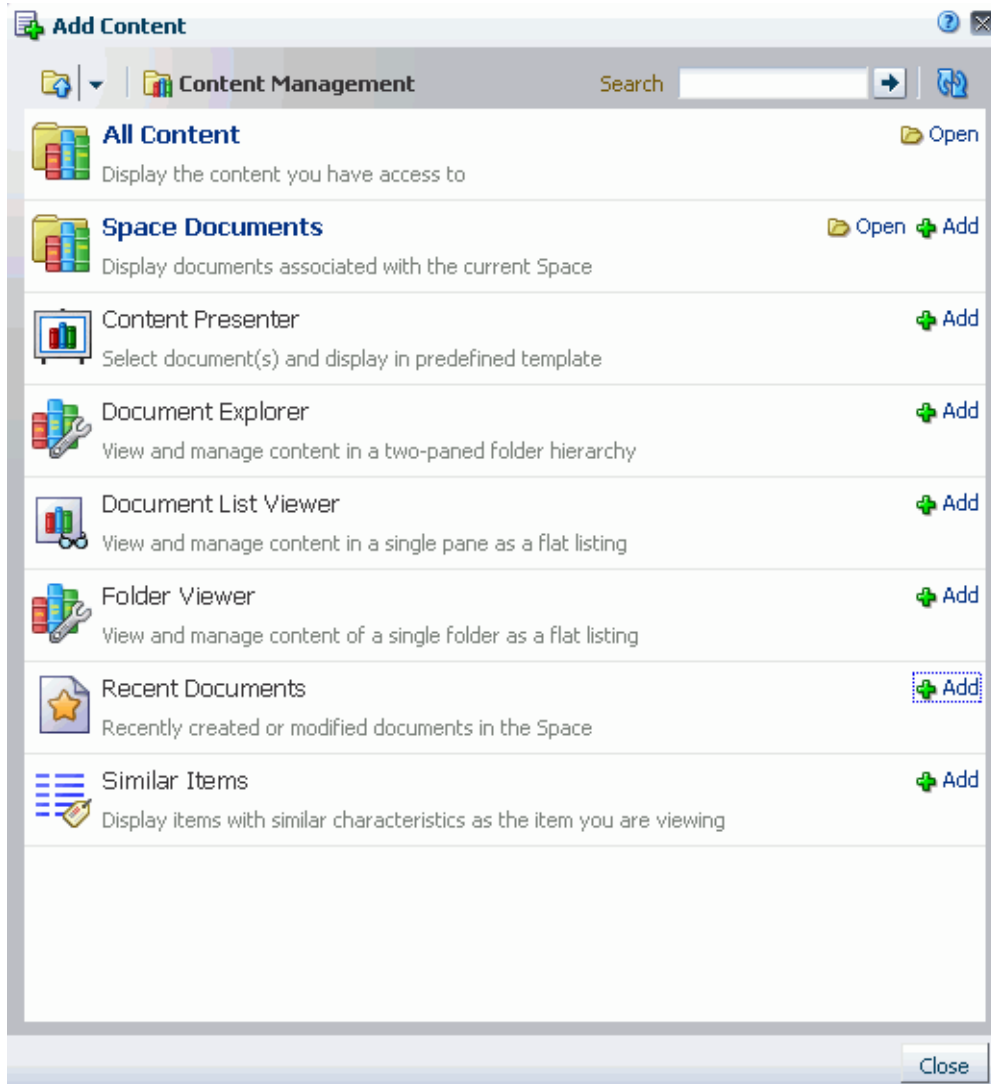 Add Content
Content Management Search
All Content Open
Display the content you have access to
Space Documents Open Add
Display documents associated with the current Space
Content Presenter Add
Select document(s) and display in predefined template
Document Explorer Add
View and manage content in a two-paned folder hierarchy
Document List Viewer Add
View and manage content in a single pane as a flat listing
Folder Viewer Add
View and manage content of a single folder as a flat listing
Recent Documents Add
Recently created or modified documents in the Space
Similar Items Add
Display items with similar characteristics as the item you are viewing
Close